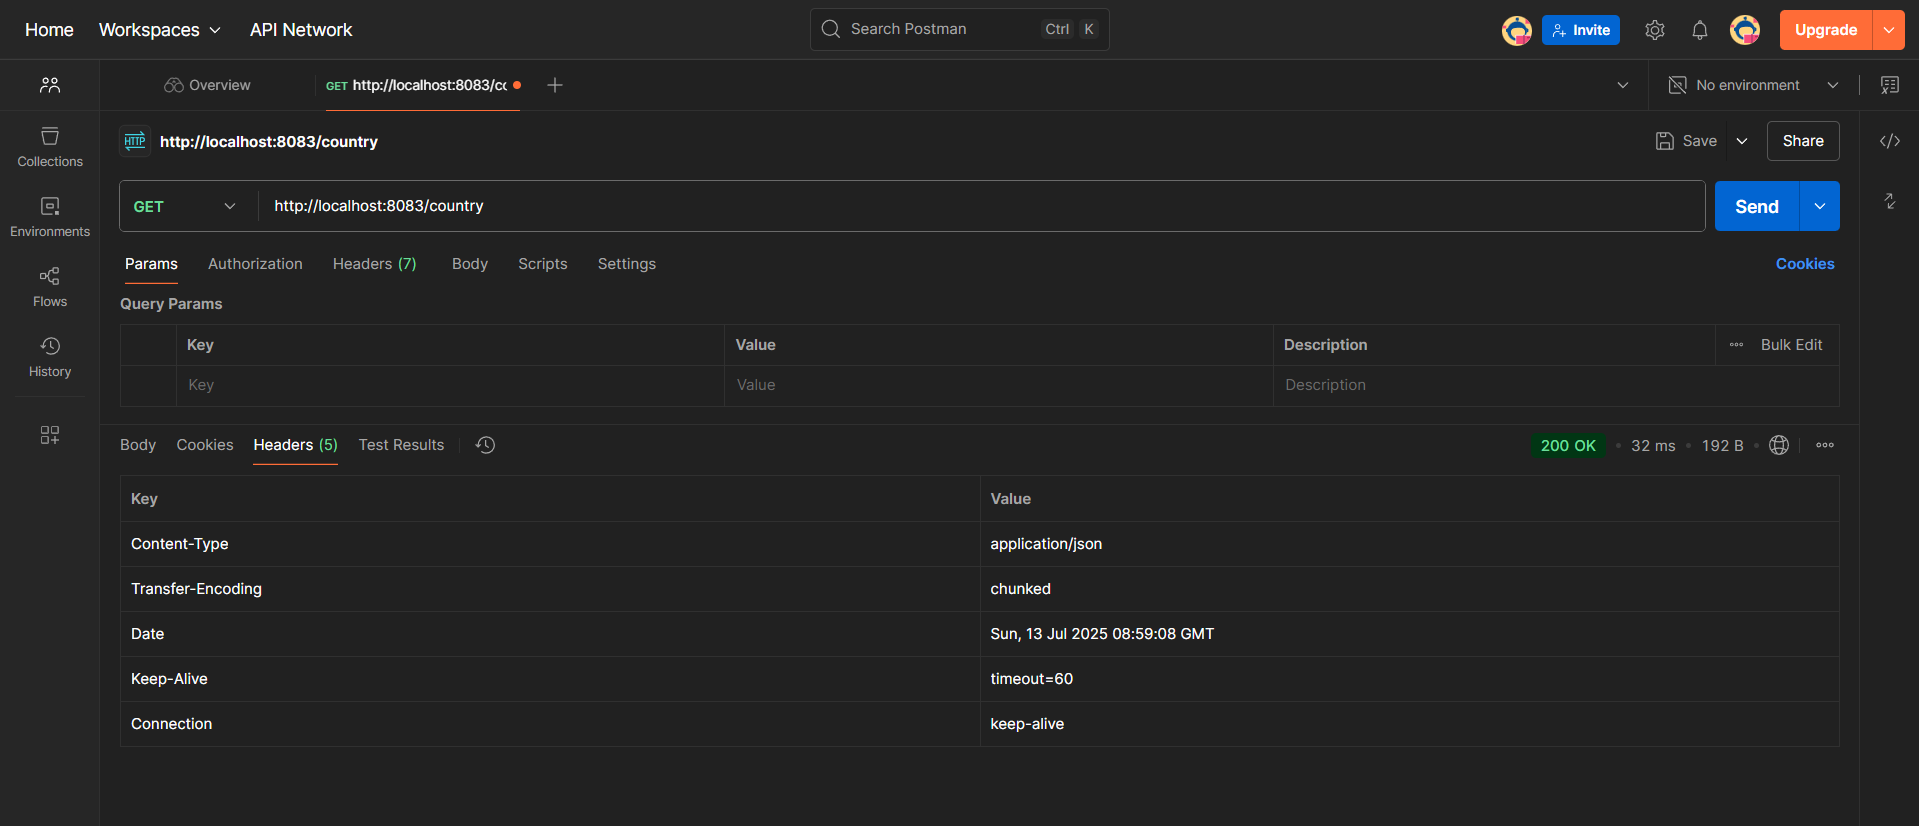 Home Workspaces API Network Search Postman Ctrl K Invite Upgrade
Overview GET http://localhost:8083/cc No environment
HTTP http://localhost:8083/country Save Share
Collections
GET http://localhost:8083/country Send
Environments
Params Authorization Headers (7) Body Scripts Settings Cookies
Flows
Query Params
Key Value Description Bulk Edit
History
Key Value Description
Body Cookies Headers (5) Test Results 200 OK 32 ms 192 B
Key Value
Content-Type application/json
Transfer-Encoding chunked
Date Sun, 13 Jul 2025 08:59:08 GMT
Keep-Alive timeout=60
Connection keep-alive